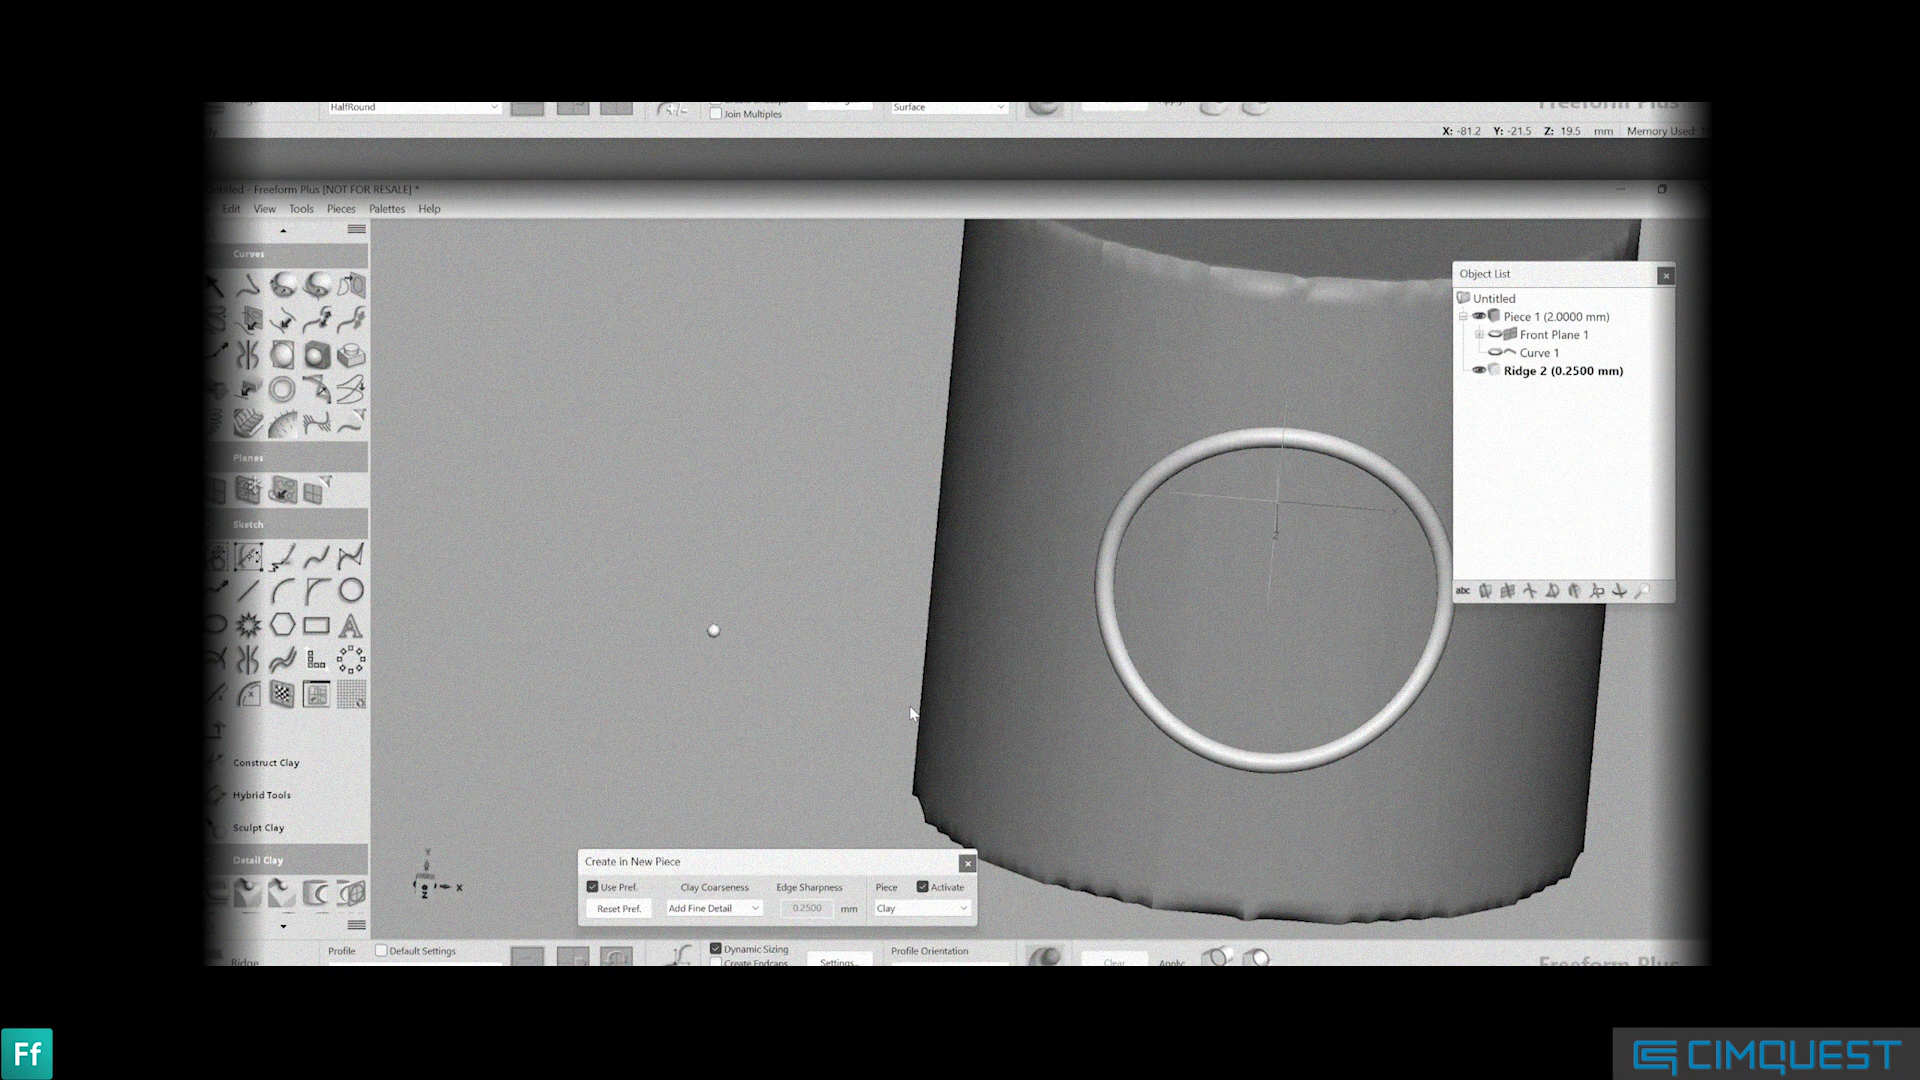 HalfRound
Join Multiples
Surface
X: -81.2 Y: -21.5 Z: 19.5 mm Memory Used:
Untitled - Freeform Plus [NOT FOR RESALE] *
Edit View Tools Pieces Palettes Help
Curves
Object List
Untitled
Piece 1 (2.0000 mm)
Front Plane 1
Curve 1
Ridge 2 (0.2500 mm)
Planes
Sketch
abc
Construct Clay
Hybrid Tools
Sculpt Clay
Detail Clay
Y
X
Z
Create in New Piece
Use Pref. Clay Coarseness Edge Sharpness Piece Activate
Reset Pref. Add Fine Detail 0.2500 mm Clay
Profile Default Settings Dynamic Sizing Profile Orientation
Ridge Create Endcaps Settings... Clear Apply: Freeform Plus
Ff
CIMQUEST